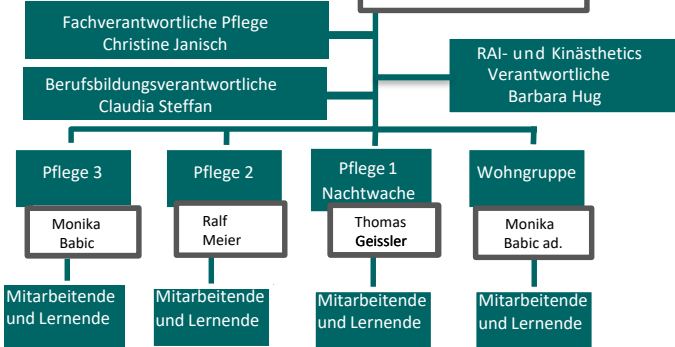 Fachverantwortliche Pflege
Christine Janisch
RAI- und Kinästhetics
Verantwortliche
Barbara Hug
Berufsbildungsverantwortliche
Claudia Steffan
Pflege 3
Pflege 2
Pflege 1
Nachtwache
Wohngruppe
Monika
Babic
Ralf
Meier
Thomas
Geissler
Monika
Babic ad.
Mitarbeitende
und Lernende
Mitarbeitende
und Lernende
Mitarbeitende
und Lernende
Mitarbeitende
und Lernende